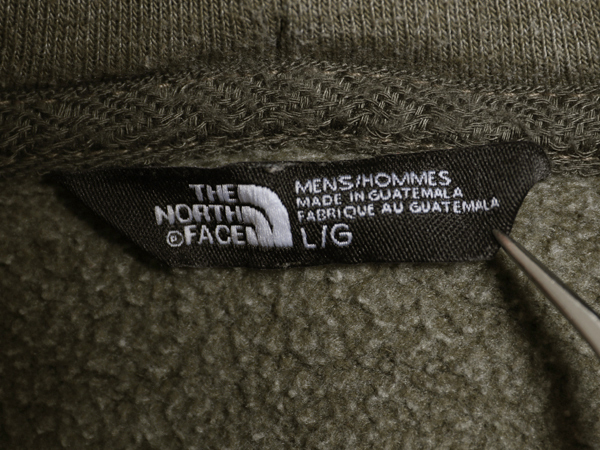 THE
NORTH
®FACE
MENS/HOMMES
MADE IN GUATEMALA
FABRIQUE AU GUATEMALA
L/G